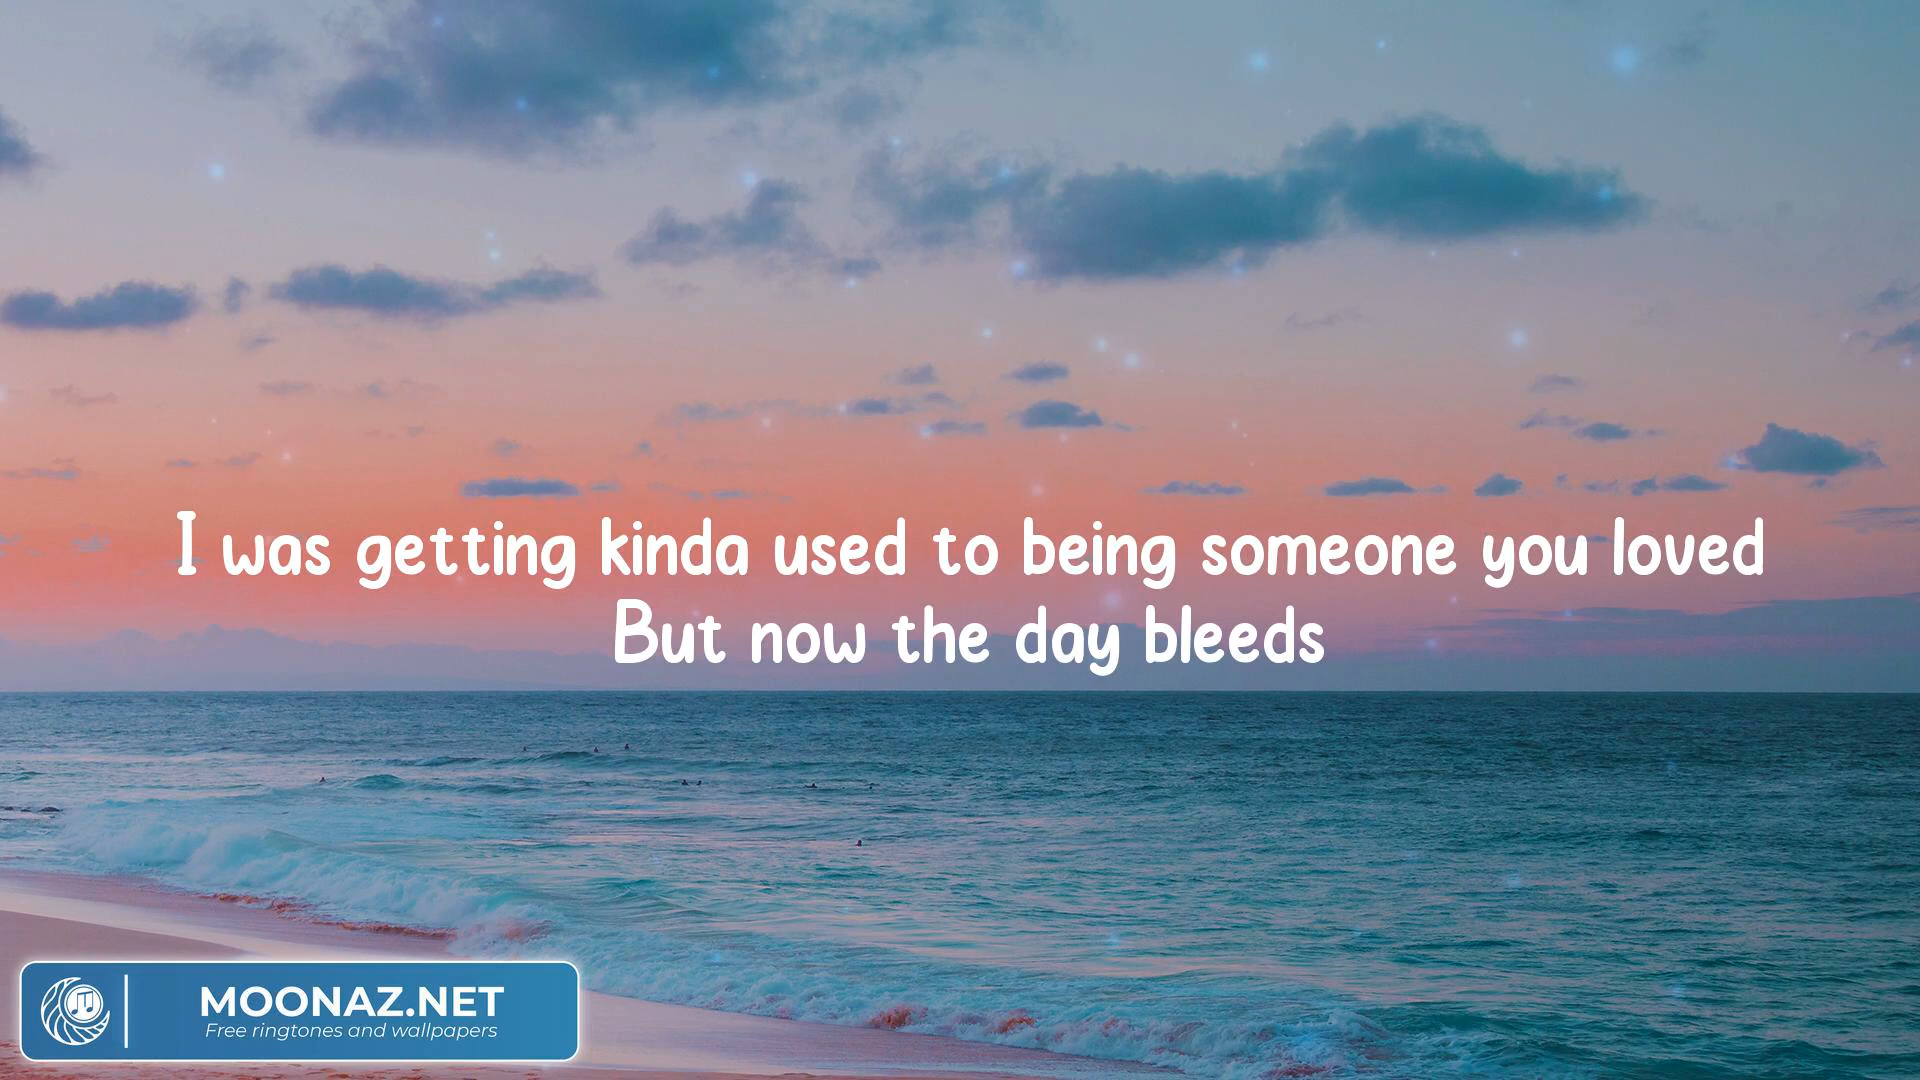 I was getting kinda used to being someone you loved
But now the day bleeds
MOONAZ.NET
Free ringtones and wallpapers